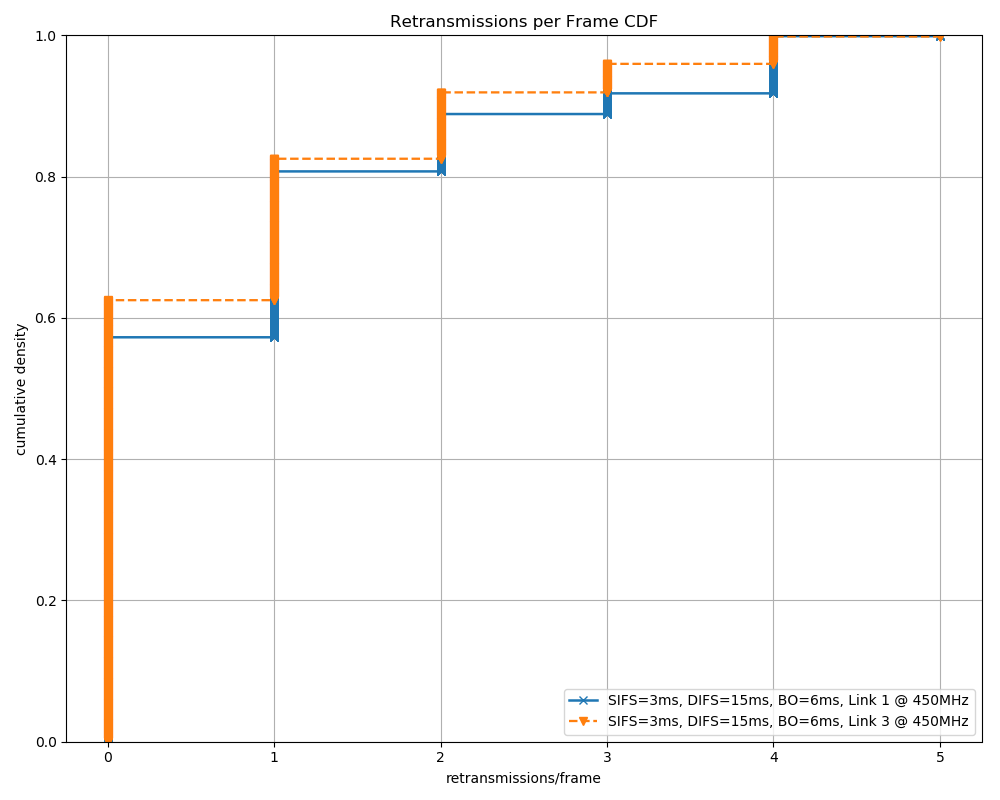 Retransmissions per Frame CDF
1.0
0.8
0.6
0.4
0.2
0.0
cumulative density
0 1 2 3 4 5
retransmissions/frame
SIFS=3ms, DIFS=15ms, BO=6ms, Link 1 @ 450MHz
SIFS=3ms, DIFS=15ms, BO=6ms, Link 3 @ 450MHz